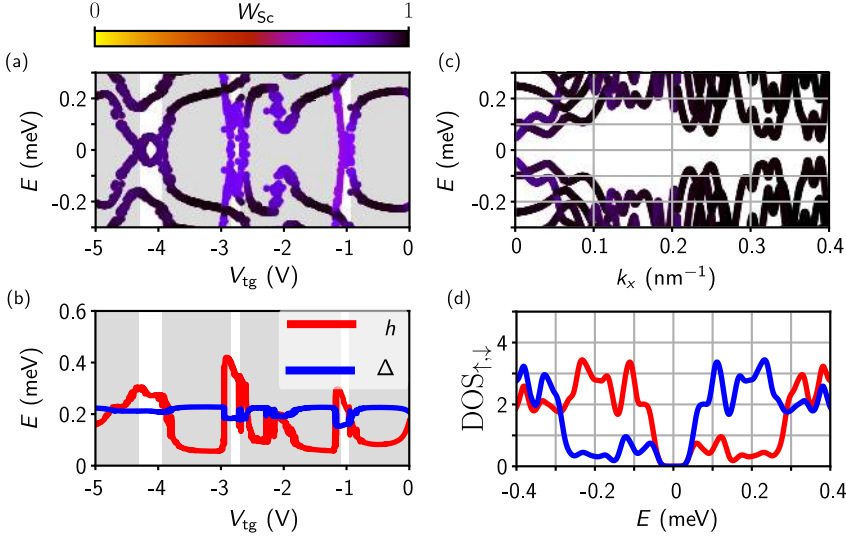 0 W_Sc 1
(a)
0.2
0
-0.2
E (meV)
-5 -4 -3 -2 -1 0
V_tg (V)
(c)
0.2
0
-0.2
E (meV)
0 0.1 0.2 0.3 0.4
k_x (nm⁻¹)
(b)
0.6
0.4
0.2
0
E (meV)
h
Δ
-5 -4 -3 -2 -1 0
V_tg (V)
(d)
4
2
0
DOS↑,↓
-0.4 -0.2 0 0.2 0.4
E (meV)